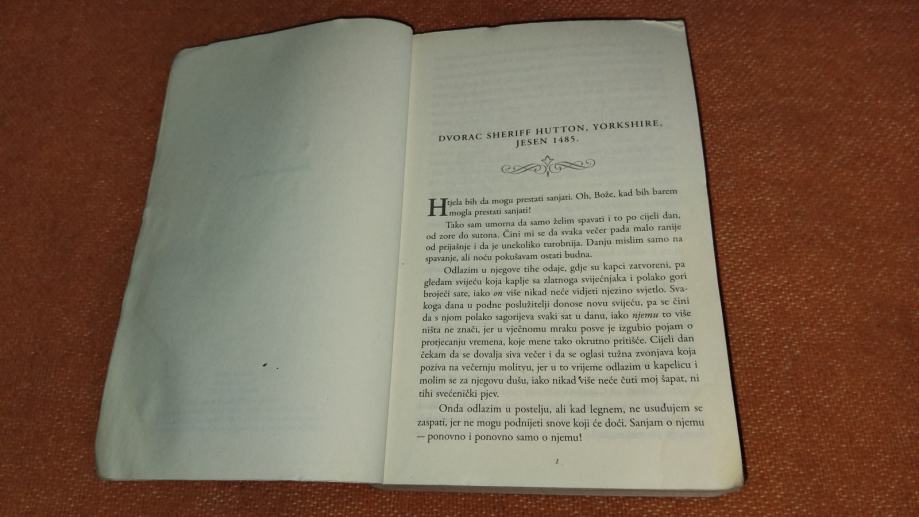 DVORAC SHERIFF HUTTON, YORKSHIRE,
JESEN 1485.
Htjela bih da mogu prestati sanjati. Oh, Bože, kad bih barem
mogla prestati sanjati!
Tako sam umorna da samo želim spavati i to po cijeli dan,
od zore do sutona. Čini mi se da svaka večer pada malo ranije
od prijašnje i da je unekoliko turobnija. Danju mislim samo na
spavanje, ali noću pokušavam ostati budna.
Odlazim u njegove tihe odaje, gdje su kapci zatvoreni, pa
gledam svijeću koja kaplje sa zlatnoga svijećnjaka i polako gori
brojeći sate, iako on više nikad neće vidjeti njezino svjetlo. Sva-
koga dana u podne poslužitelji donose novu svijeću, pa se čini
da s njom polako sagorijeva svaki sat u danu, iako njemu to više
ništa ne znači, jer u vječnomu mraku posve je izgubio pojam o
protjecanju vremena, koje mene tako okrutno pritišće. Cijeli dan
čekam da se dovalja siva večer i da se oglasi tužna zvonjava koja
poziva na večernju molitvu, jer u to vrijeme odlazim u kapelicu i
molim se za njegovu dušu, iako nikad više neće čuti moj šapat, ni
tihi svećenički pjev.
Onda odlazim u postelju, ali kad legnem, ne usuđujem se
zaspati, jer ne mogu podnijeti snove koji će doći. Sanjam o njemu
— ponovno i ponovno samo o njemu!
1